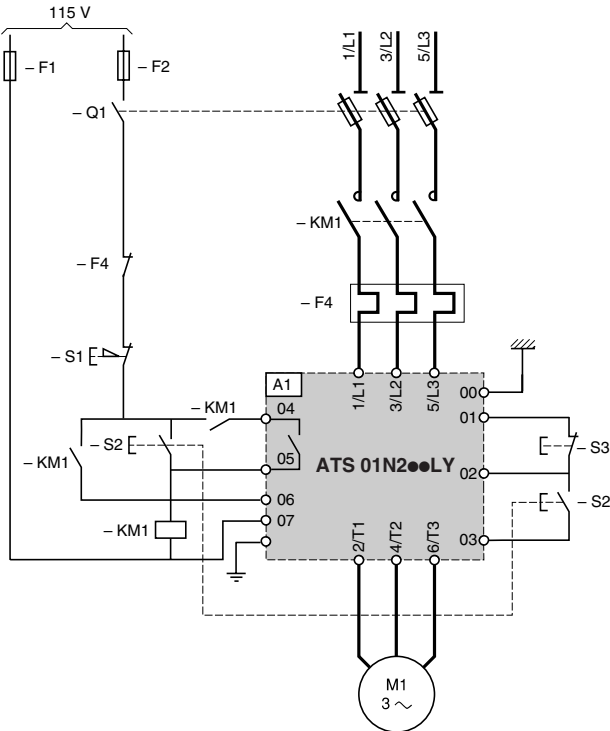 115 V
– F1
– F2
1/L1
3/L2
5/L3
– Q1
– KM1
– F4
– F4
– S1
A1
1/L1
3/L2
5/L3
00
– KM1
04
01
– S2
– S3
– KM1
05
ATS 01N2●●LY
02
06
– S2
07
– KM1
2/T1
4/T2
6/T3
03
M1
3 ~